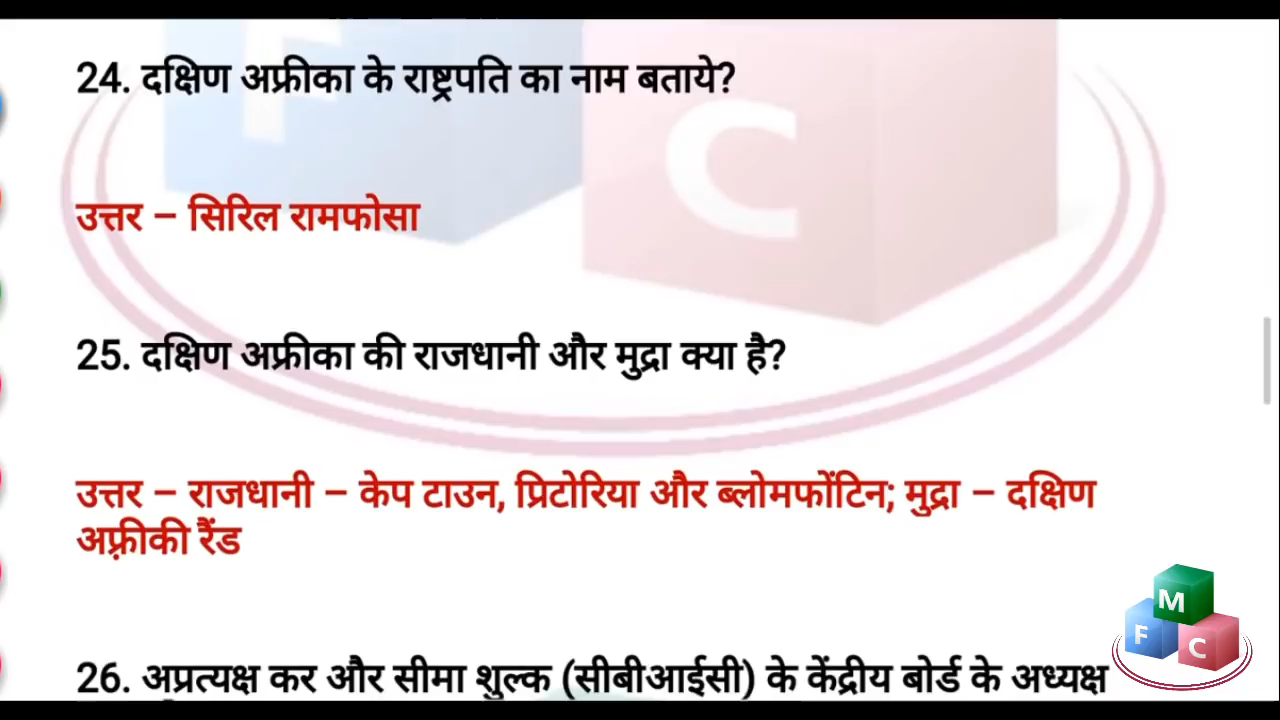 24. दक्षिण अफ्रीका के राष्ट्रपति का नाम बताये?
उत्तर – सिरिल रामफोसा
25. दक्षिण अफ्रीका की राजधानी और मुद्रा क्या है?
उत्तर – राजधानी – केप टाउन, प्रिटोरिया और ब्लोमफोंटिन; मुद्रा – दक्षिण
अफ़्रीकी रैंड
26. अप्रत्यक्ष कर और सीमा शुल्क (सीबीआईसी) के केंद्रीय बोर्ड के अध्यक्ष
F
C
M
F
C